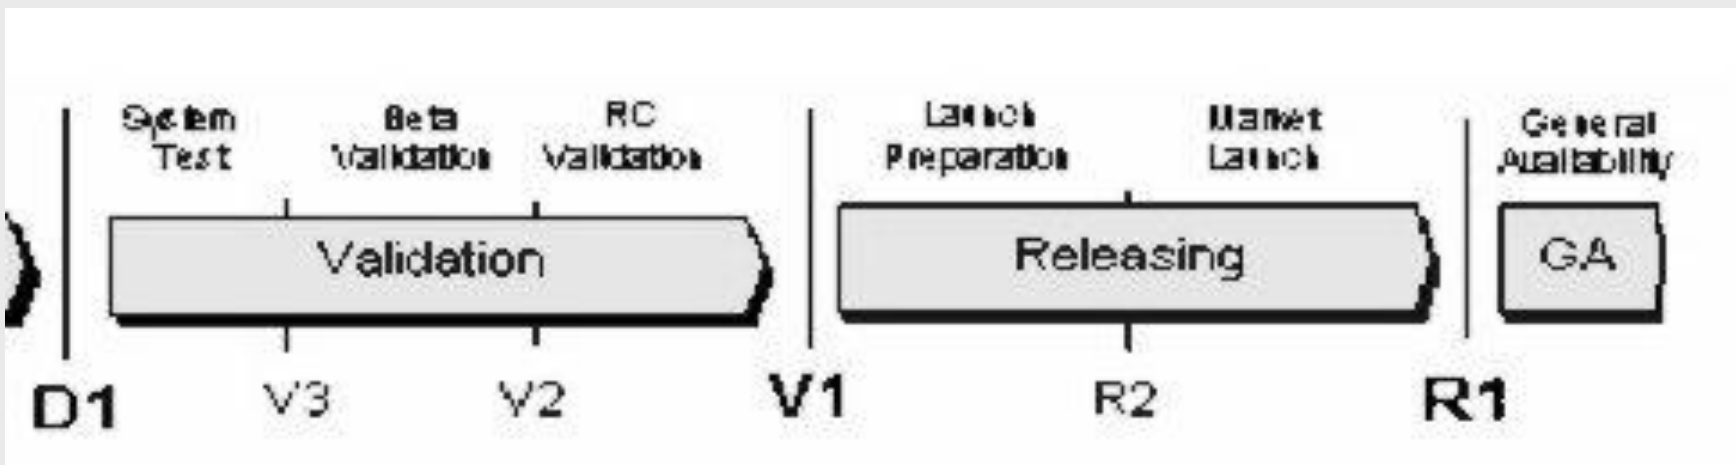 System
Test
Beta
Validation
RC
Validation
Launch
Preparation
Market
Launch
General
Availability
Validation
Releasing
GA
D1
V3
V2
V1
R2
R1